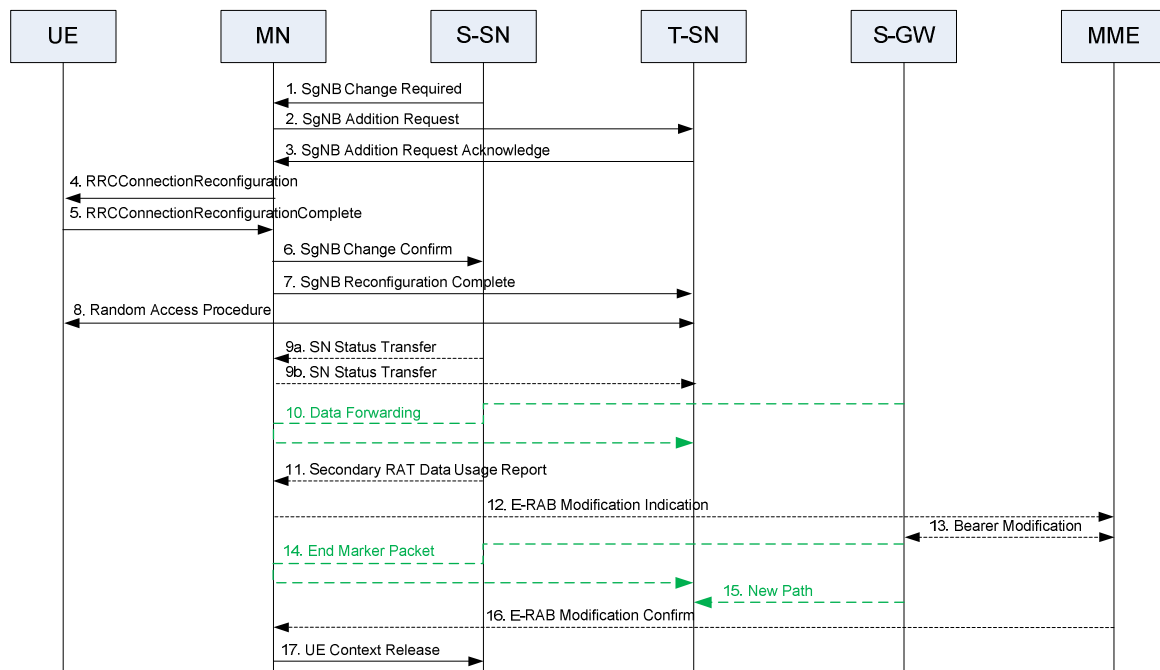 UE
MN
S-SN
T-SN
S-GW
MME
1. SgNB Change Required
2. SgNB Addition Request
3. SgNB Addition Request Acknowledge
4. RRCConnectionReconfiguration
5. RRCConnectionReconfigurationComplete
6. SgNB Change Confirm
7. SgNB Reconfiguration Complete
8. Random Access Procedure
9a. SN Status Transfer
9b. SN Status Transfer
10. Data Forwarding
11. Secondary RAT Data Usage Report
12. E-RAB Modification Indication
13. Bearer Modification
14. End Marker Packet
15. New Path
16. E-RAB Modification Confirm
17. UE Context Release